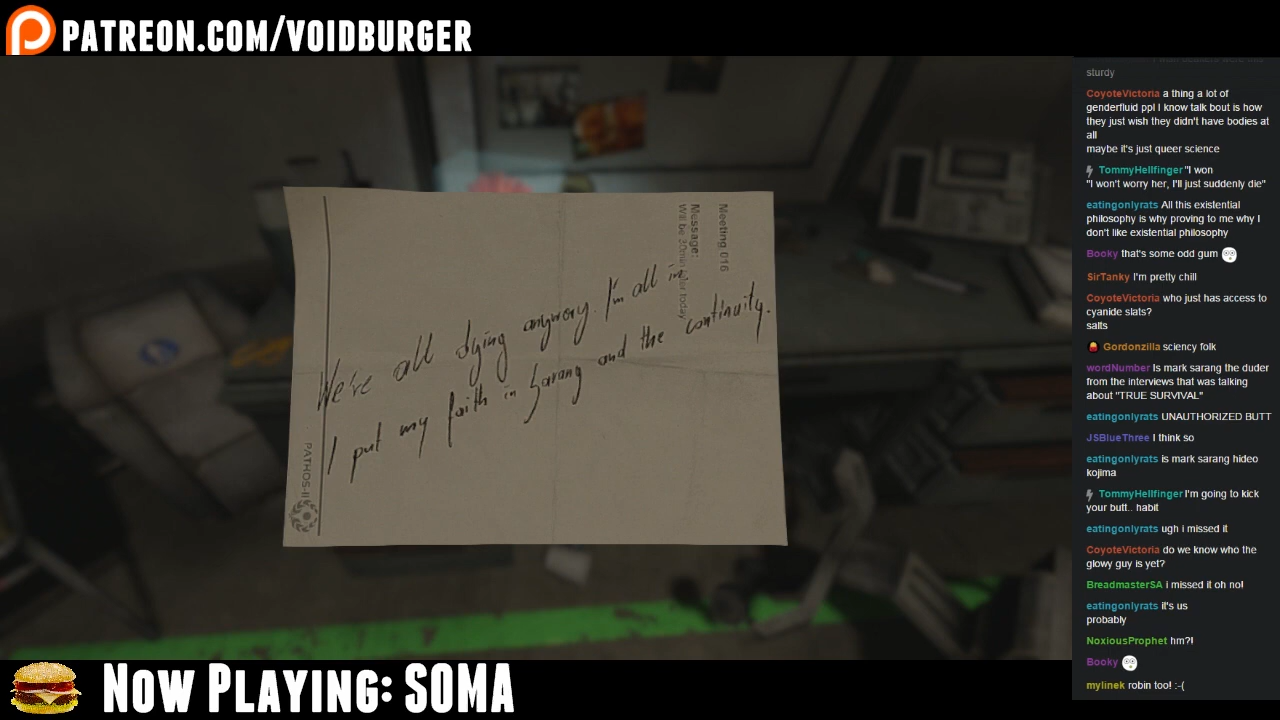 PATREON.COM/VOIDBURGER
We're all dying anyway. I'm all in.
I put my faith in Sarang and the continuity.
Meeting 016
Message:
Will be 30min later today
PATHOS-II
sturdy
CoyoteVictoria a thing a lot of
genderfluid ppl I know talk bout is how
they just wish they didn't have bodies at
all
maybe it's just queer science
TommyHellfinger "I won
"I won't worry her, I'll just suddenly die"
eatingonlyrats All this existential
philosophy is why proving to me why I
don't like existential philosophy
Booky that's some odd gum
SirTanky I'm pretty chill
CoyoteVictoria who just has access to
cyanide slats?
salts
Gordonzilla sciency folk
wordNumber Is mark sarang the duder
from the interviews that was talking
about "TRUE SURVIVAL"
eatingonlyrats UNAUTHORIZED BUTT
JSBlueThree I think so
eatingonlyrats is mark sarang hideo
kojima
TommyHellfinger I'm going to kick
your butt.. habit
eatingonlyrats ugh i missed it
CoyoteVictoria do we know who the
glowy guy is yet?
BreadmasterSA i missed it oh no!
eatingonlyrats it's us
probably
NoxiousProphet hm?!
Booky
mylinek robin too! :-(
Now Playing: SOMA